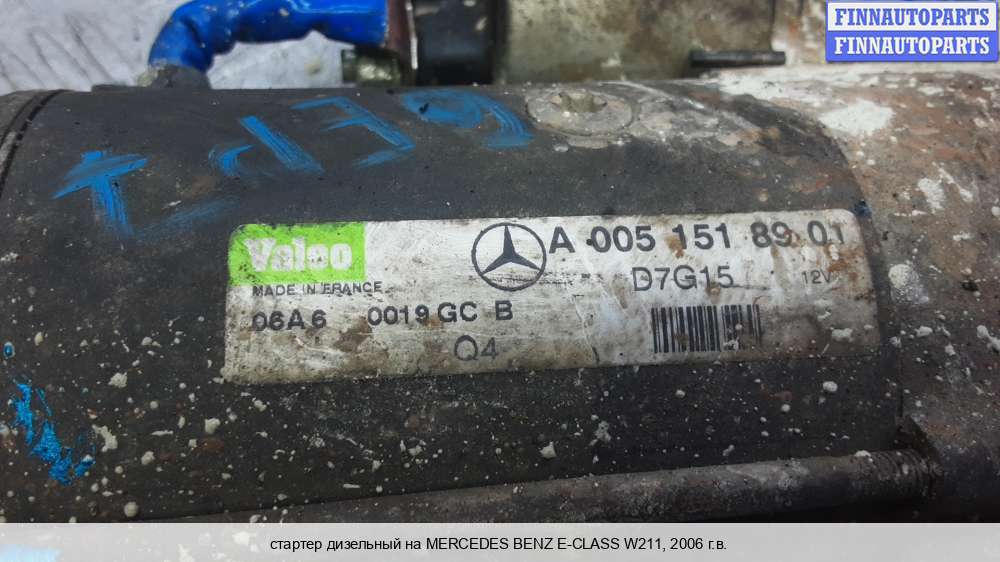 FINNAUTOPARTS
FINNAUTOPARTS
Valeo
MADE IN FRANCE
A 005 151 89 01
D7G15 12V
06A6 0019 GC B
Q4
стартер дизельный на MERCEDES BENZ E-CLASS W211, 2006 г.в.